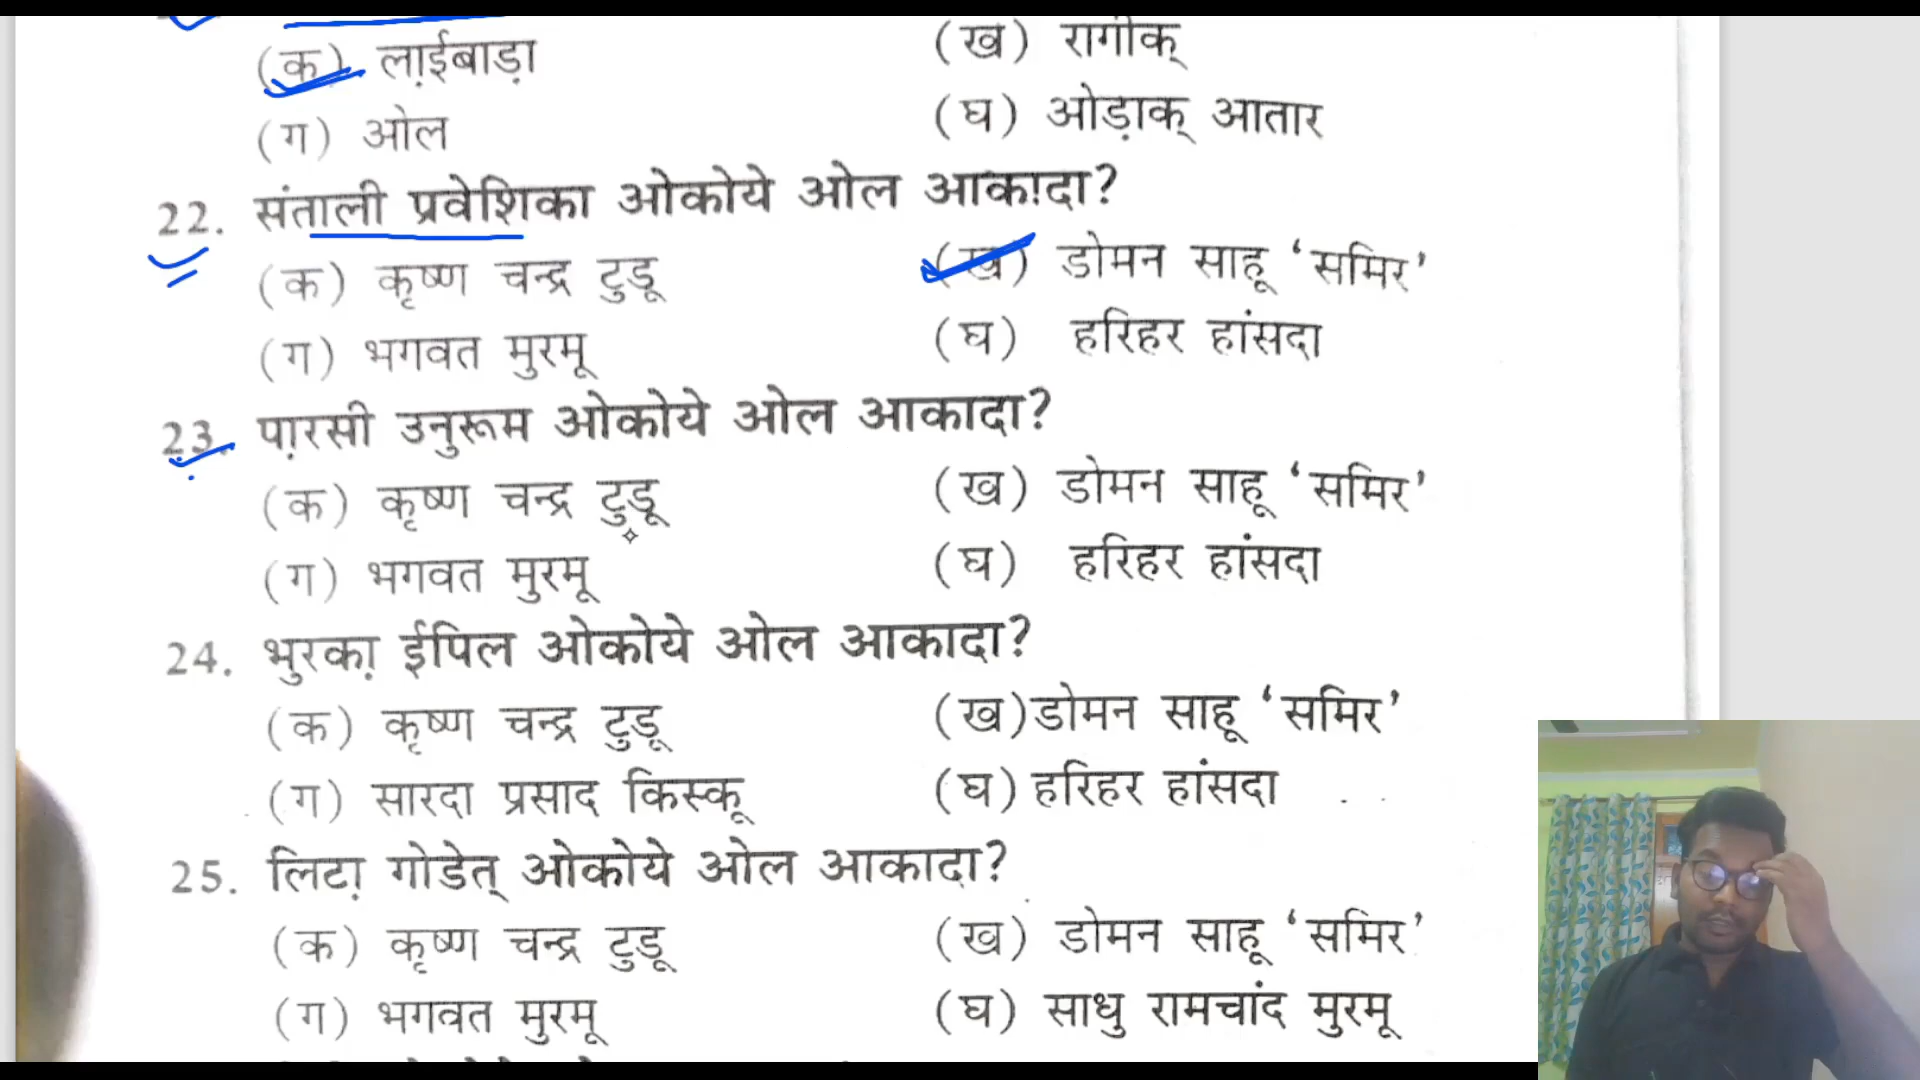 (क) ला़ईबाड़ा
(ख) रागीक्
(ग) ओल
(घ) ओड़ाक् आतार
22. संताली प्रवेशिका ओकोये ओल आका़दा?
(क) कृष्ण चन्द्र टुडू
(ख) डोमन साहू ‘समिर’
(ग) भगवत मुरमू
(घ) हरिहर हांसदा
23. पा़रसी उनुरूम ओकोये ओल आकादा?
(क) कृष्ण चन्द्र टुडू
(ख) डोमन साहू ‘समिर’
(ग) भगवत मुरमू
(घ) हरिहर हांसदा
24. भुरका़ ईपिल ओकोये ओल आकादा?
(क) कृष्ण चन्द्र टुडू
(ख)डोमन साहू ‘समिर’
(ग) सारदा प्रसाद किस्कू
(घ) हरिहर हांसदा
25. लिटा़ गोडेत् ओकोये ओल आकादा?
(क) कृष्ण चन्द्र टुडू
(ख) डोमन साहू ‘समिर’
(ग) भगवत मुरमू
(घ) साधु रामचांद मुरमू